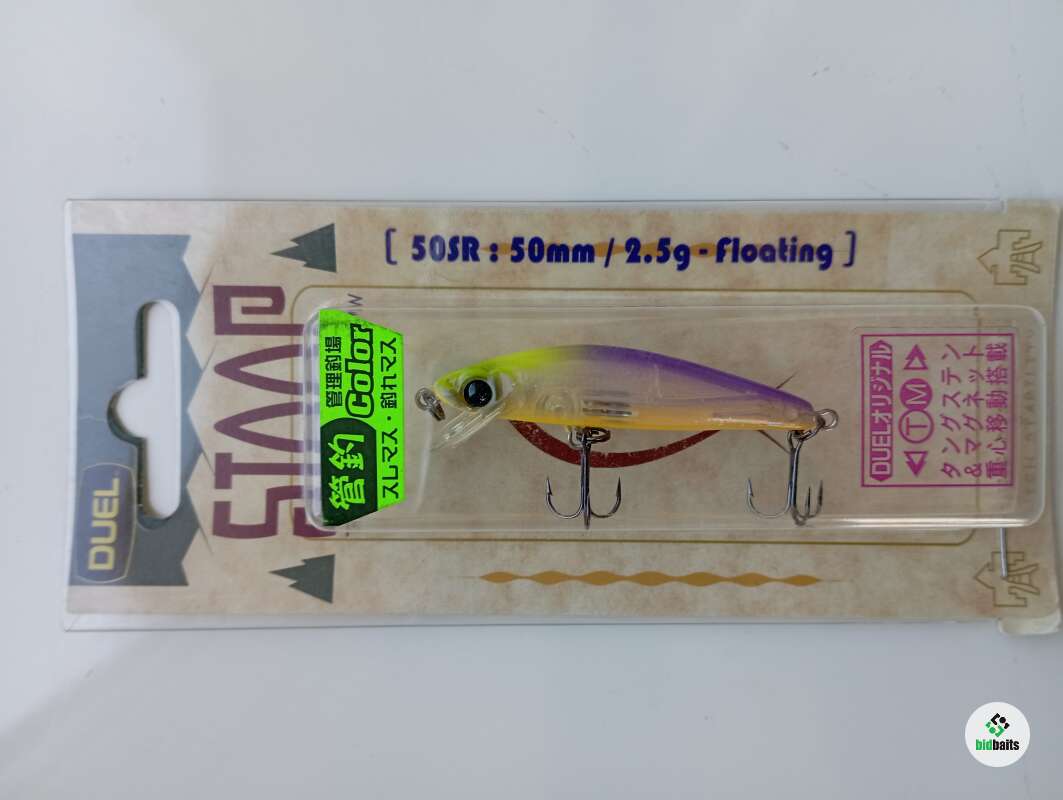 [ 50SR : 50mm / 2.5g - Floating ]
DUEL
STAMP
管釣
管理釣場
Color
スレマス・釣れマス
DUELオリジナル
TM
タングステン
&マグネット
重心移動搭載
bidbaits